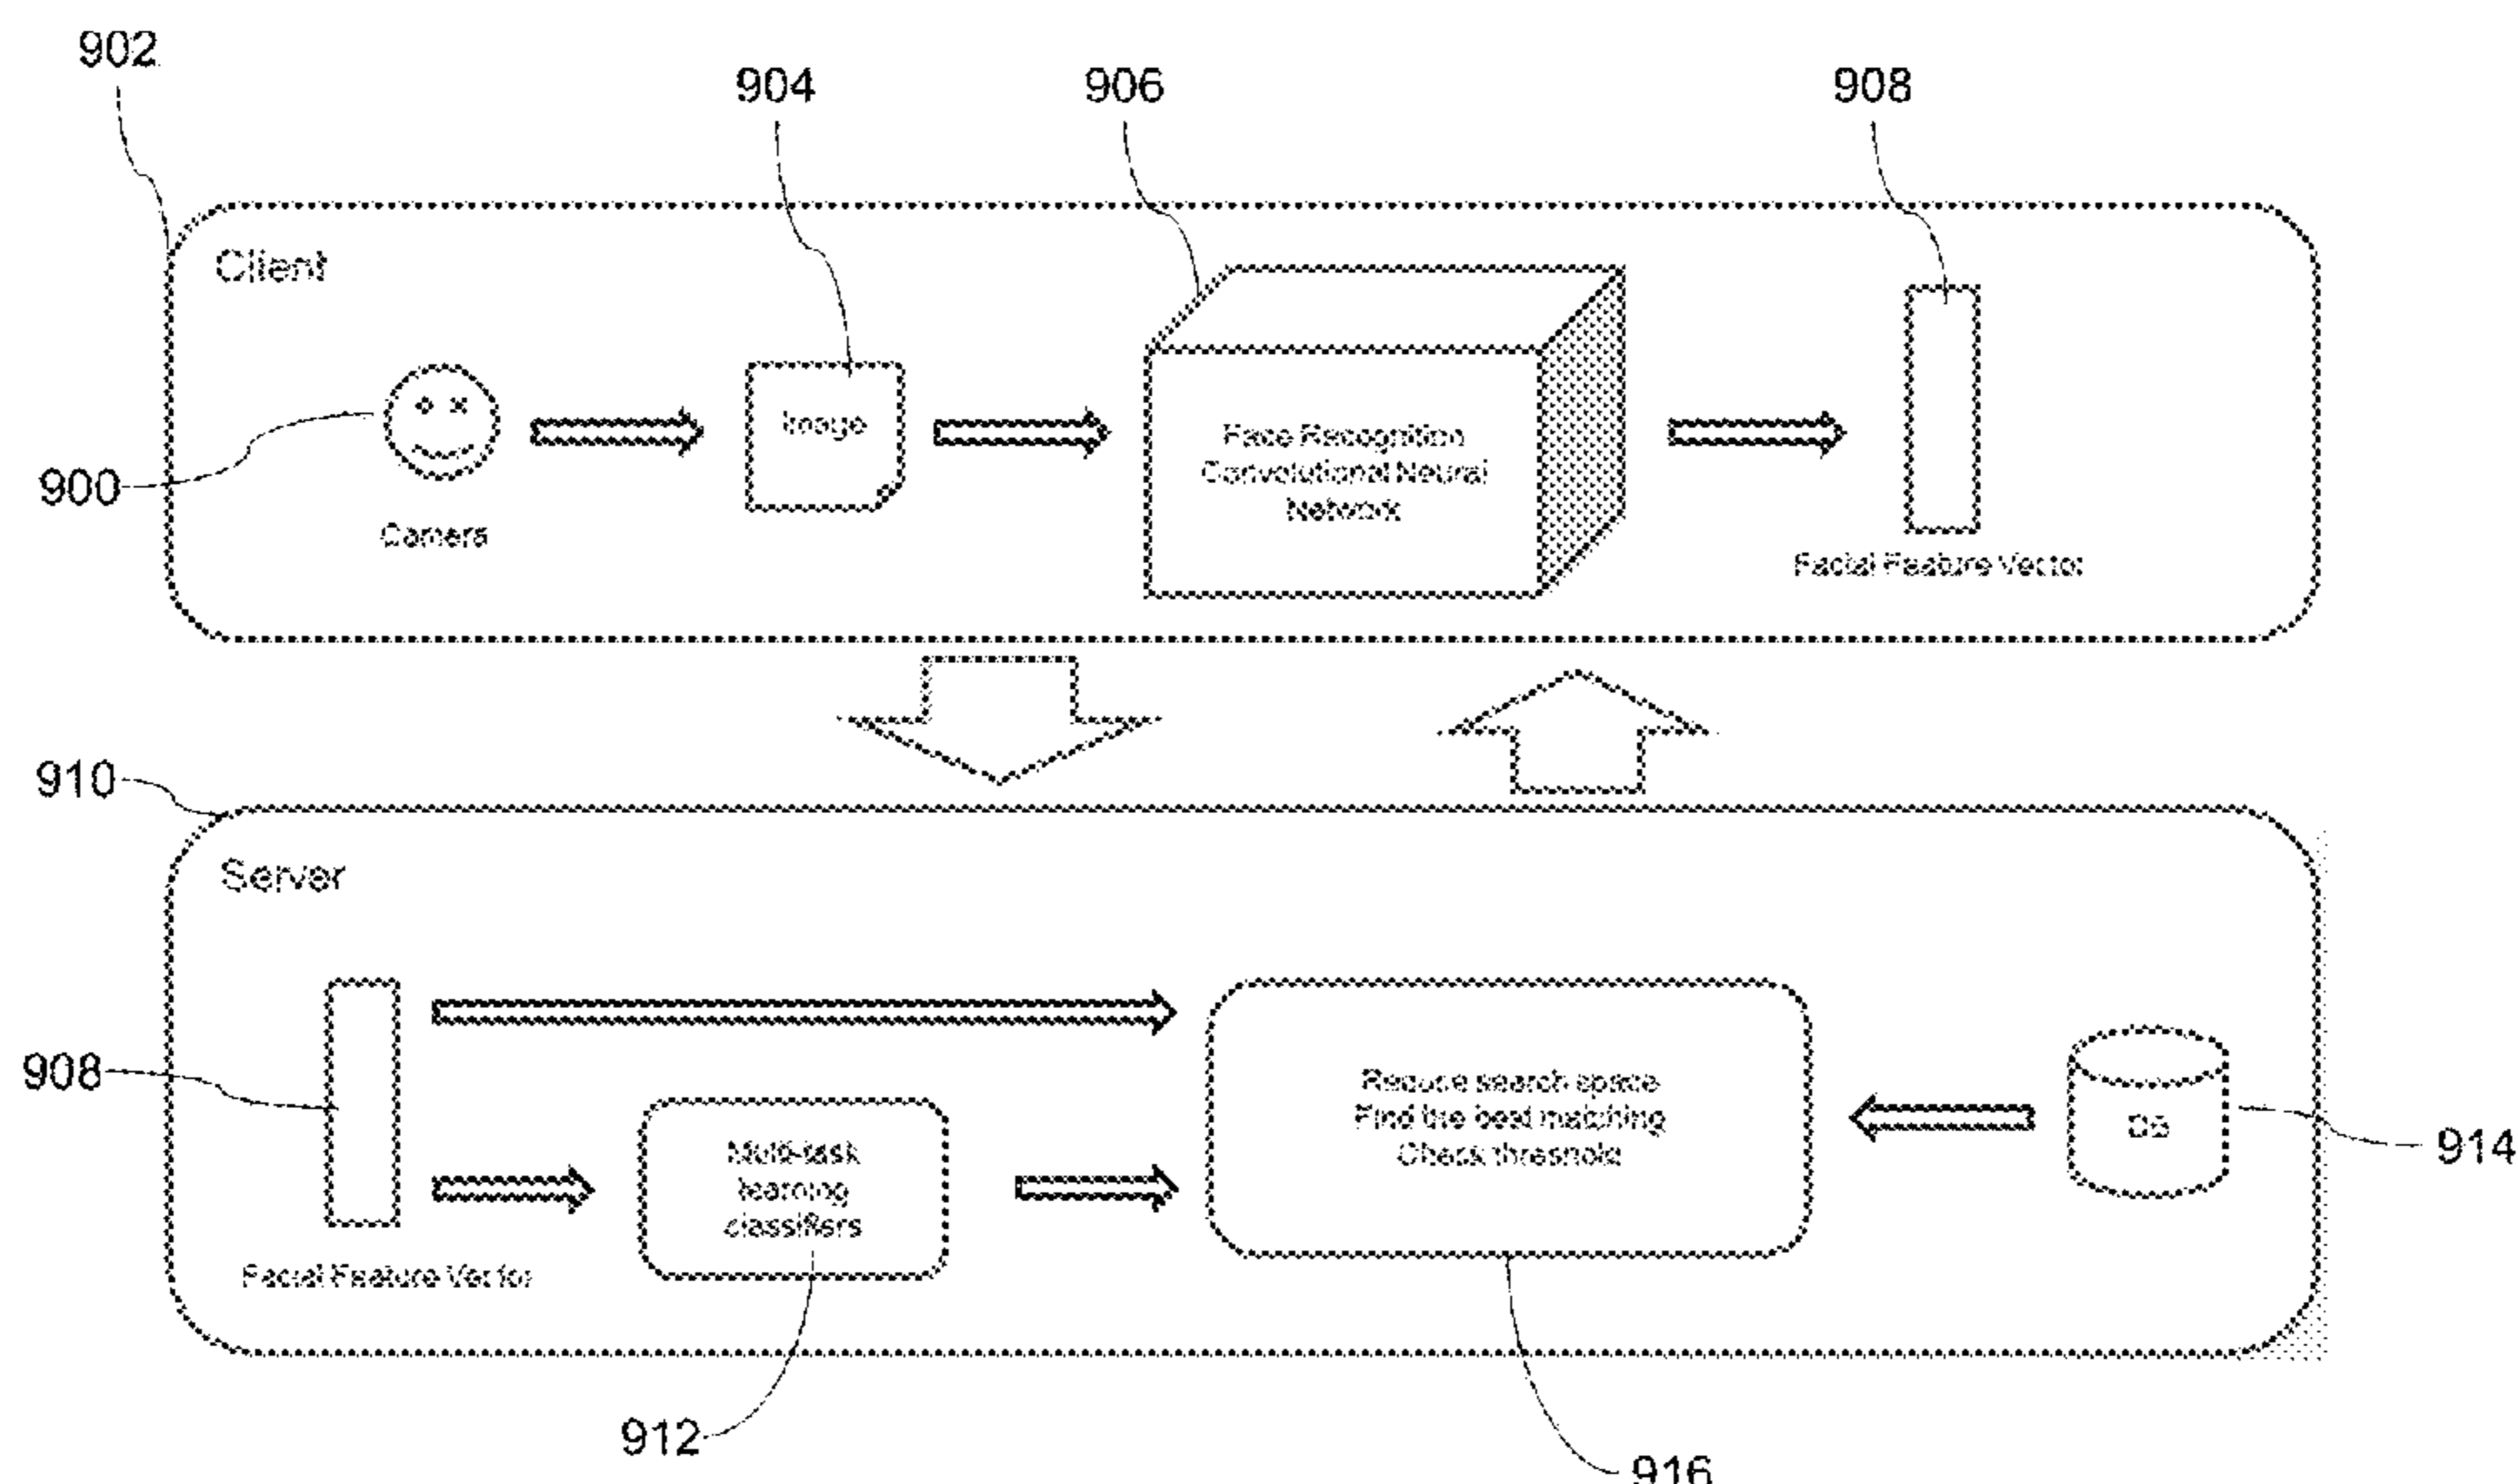 902
904
906
908
Client
Image
900
Camera
Face Recognition
Convolutional Neural
Network
Facial Feature Vector
910
Server
908
Reduce search space
Find the best matching
Check threshold
DB
914
Multi-task
learning
classifiers
Facial Feature Vector
912
916